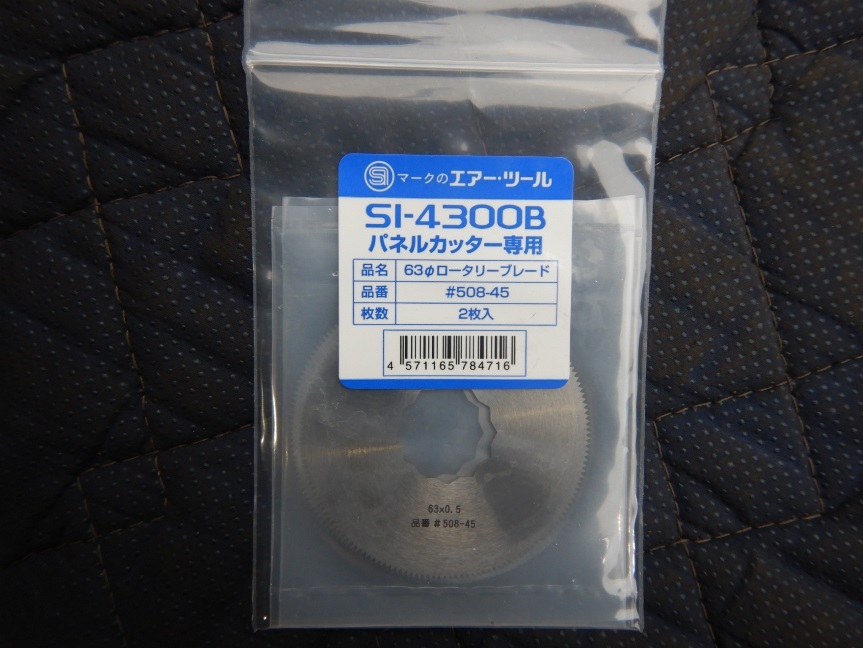 SI マークのエアー・ツール
SI-4300B
パネルカッター専用
品名 63φロータリーブレード
品番 #508-45
枚数 2枚入
4 571165 784716
63×0.5
品番 #508-45